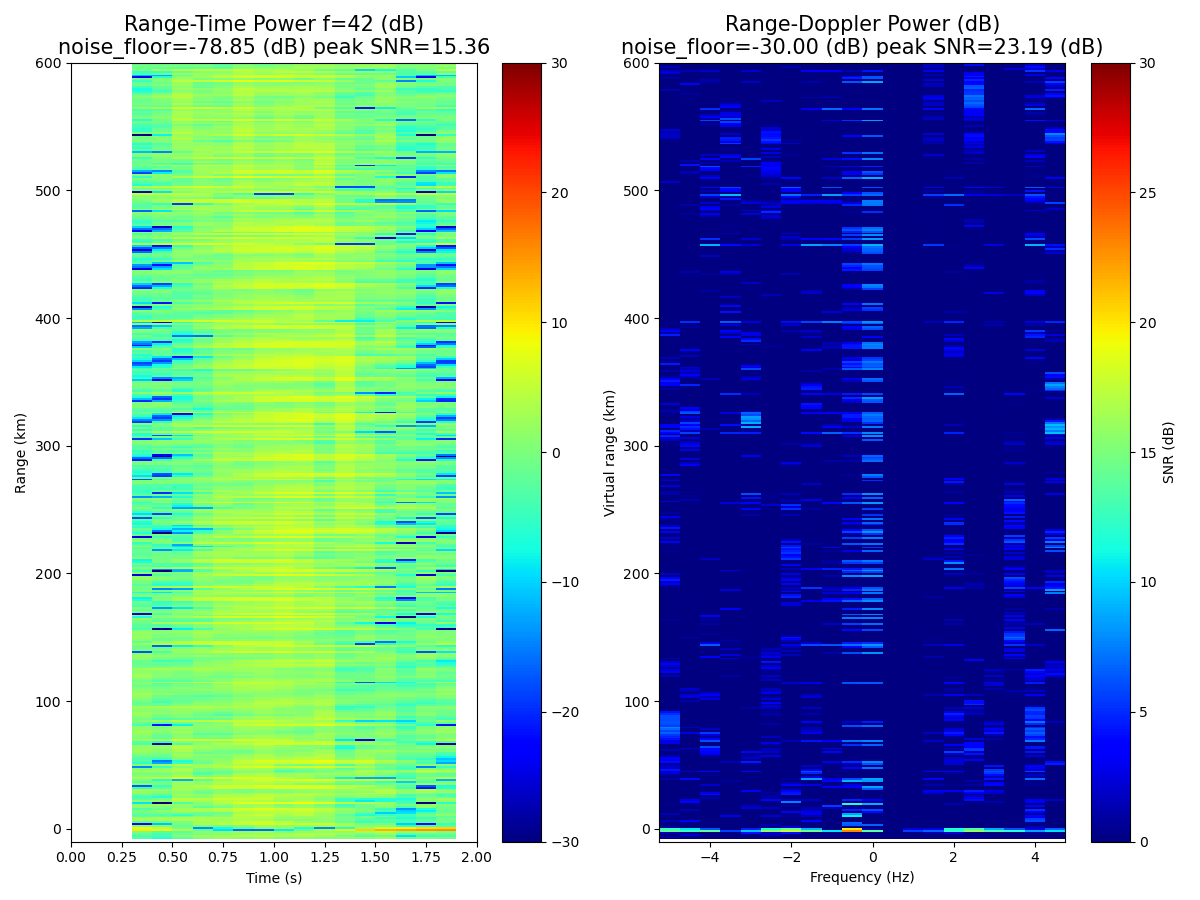 Range-Time Power f=42 (dB)
noise_floor=-78.85 (dB) peak SNR=15.36
600
500
400
300
200
100
0
Range (km)
0.00 0.25 0.50 0.75 1.00 1.25 1.50 1.75 2.00
Time (s)
30
20
10
0
−10
−20
−30
Range-Doppler Power (dB)
noise_floor=-30.00 (dB) peak SNR=23.19 (dB)
600
500
400
300
200
100
0
Virtual range (km)
−4 −2 0 2 4
Frequency (Hz)
30
25
20
15
10
5
0
SNR (dB)